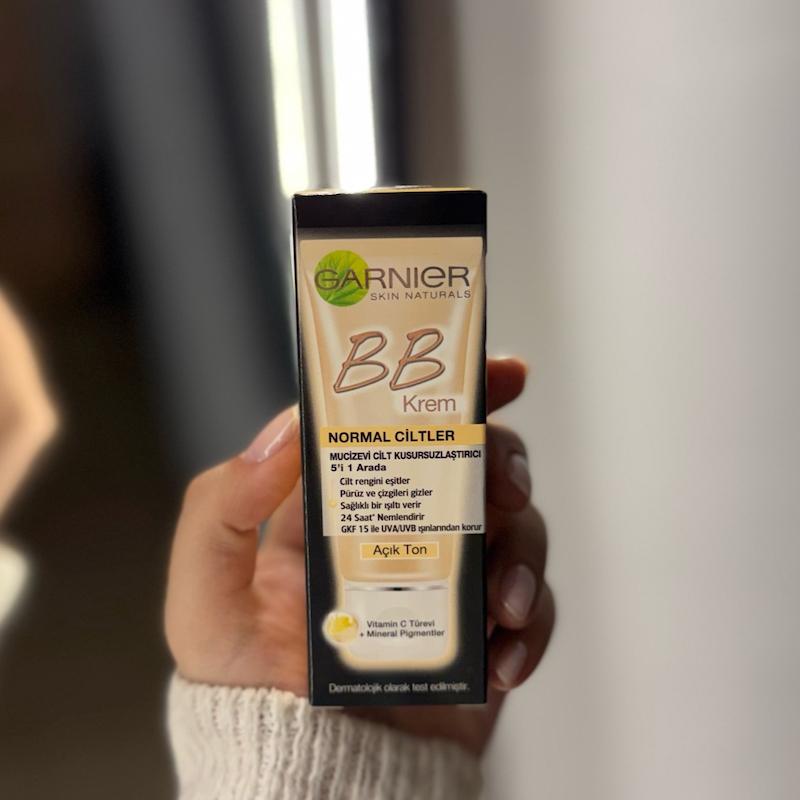 GARNIER
SKIN NATURALS
BB
Krem
NORMAL CİLTLER
MUCİZEVİ CİLT KUSURSUZLAŞTIRICI
5'i 1 Arada
Cilt rengini eşitler
Pürüz ve çizgileri gizler
Sağlıklı bir ışıltı verir
24 Saat* Nemlendirir
GKF 15 ile UVA/UVB ışınlarından korur
Açık Ton
Vitamin C Türevi
+ Mineral Pigmentler
Dermatolojik olarak test edilmiştir.